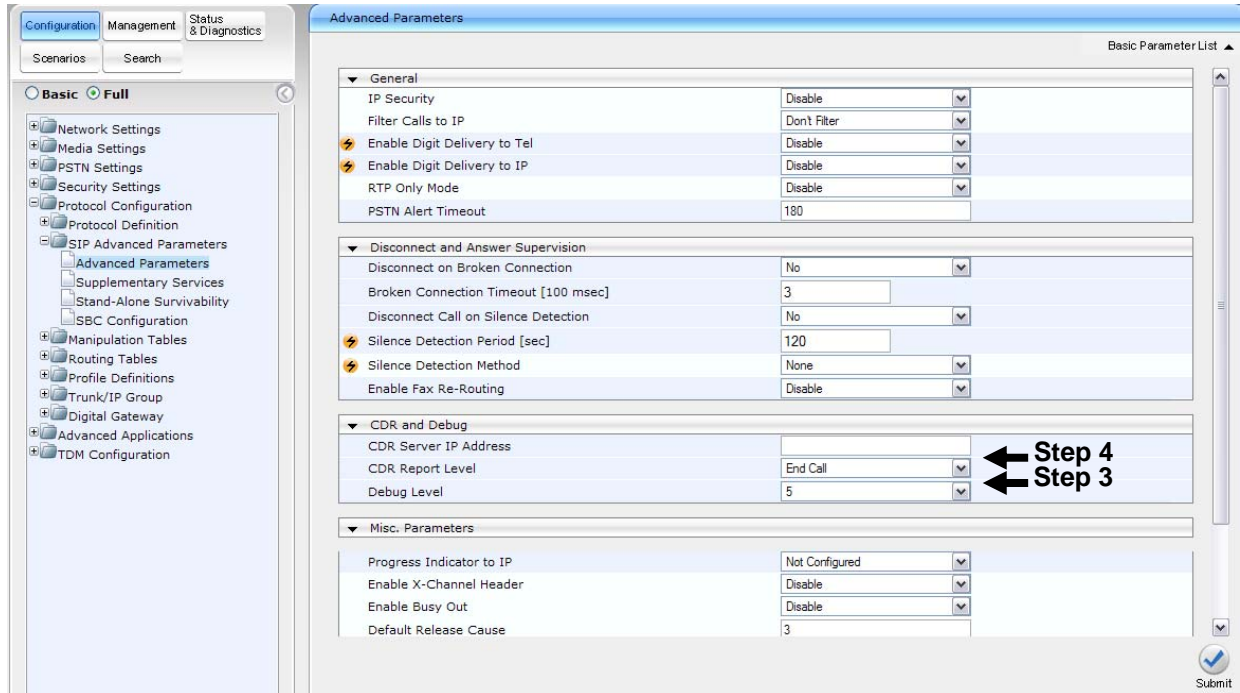 Configuration
Management
Status
& Diagnostics
Scenarios
Search
Basic
Full
Network Settings
Media Settings
PSTN Settings
Security Settings
Protocol Configuration
Protocol Definition
SIP Advanced Parameters
Advanced Parameters
Supplementary Services
Stand-Alone Survivability
SBC Configuration
Manipulation Tables
Routing Tables
Profile Definitions
Trunk/IP Group
Digital Gateway
Advanced Applications
TDM Configuration
Advanced Parameters
Basic Parameter List
General
IP Security Disable
Filter Calls to IP Don't Filter
Enable Digit Delivery to Tel Disable
Enable Digit Delivery to IP Disable
RTP Only Mode Disable
PSTN Alert Timeout 180
Disconnect and Answer Supervision
Disconnect on Broken Connection No
Broken Connection Timeout [100 msec] 3
Disconnect Call on Silence Detection No
Silence Detection Period [sec] 120
Silence Detection Method None
Enable Fax Re-Routing Disable
CDR and Debug
CDR Server IP Address
Step 4
CDR Report Level End Call
Step 3
Debug Level 5
Misc. Parameters
Progress Indicator to IP Not Configured
Enable X-Channel Header Disable
Enable Busy Out Disable
Default Release Cause 3
Submit